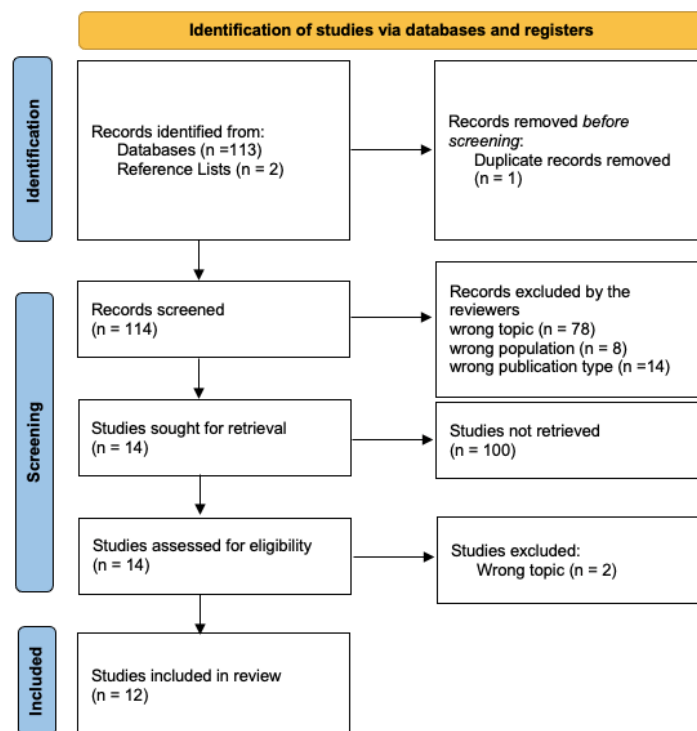 Identification of studies via databases and registers
Identification
Records identified from:
Databases (n =113)
Reference Lists (n = 2)
Records removed before
screening:
Duplicate records removed
(n = 1)
Screening
Records screened
(n = 114)
Records excluded by the
reviewers
wrong topic (n = 78)
wrong population (n = 8)
wrong publication type (n =14)
Studies sought for retrieval
(n = 14)
Studies not retrieved
(n = 100)
Studies assessed for eligibility
(n = 14)
Studies excluded:
Wrong topic (n = 2)
Included
Studies included in review
(n = 12)